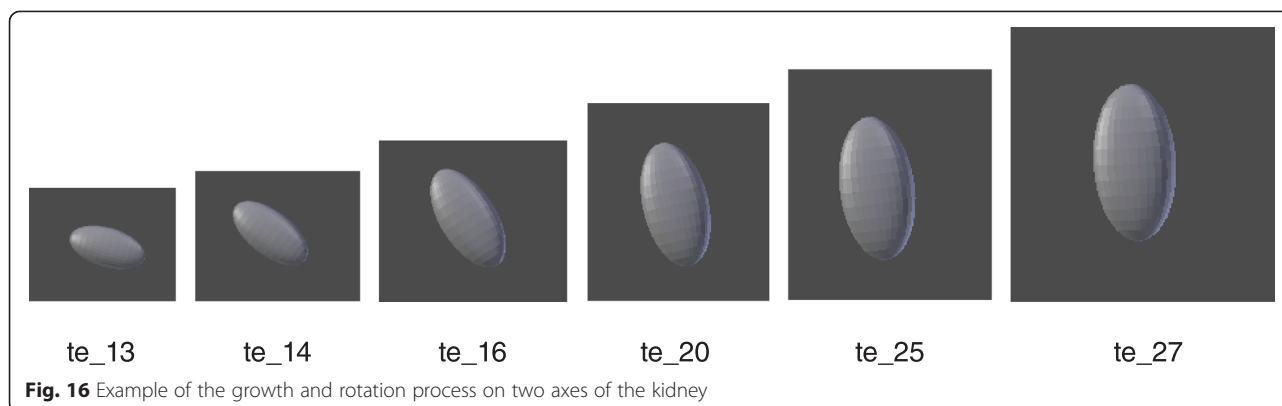 te_13 te_14 te_16 te_20 te_25 te_27
Fig. 16 Example of the growth and rotation process on two axes of the kidney